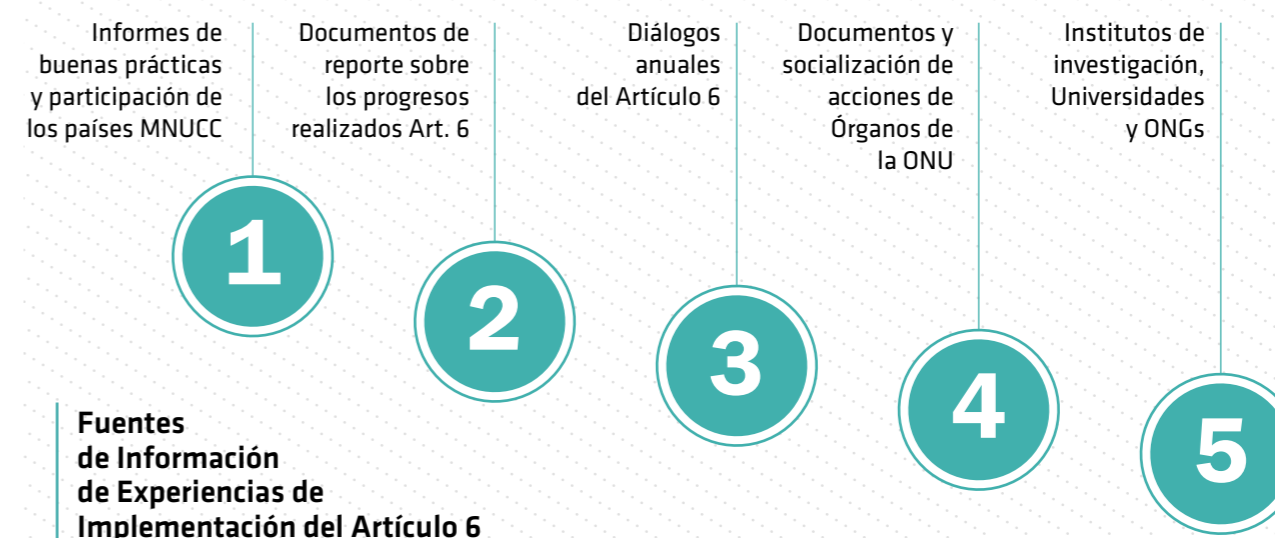 Informes de
buenas prácticas
y participación de
los países MNUCC
1
Documentos de
reporte sobre
los progresos
realizados Art. 6
2
Diálogos
anuales
del Artículo 6
3
Documentos y
socialización de
acciones de
Órganos de
la ONU
4
Institutos de
investigación,
Universidades
y ONGs
5
Fuentes
de Información
de Experiencias de
Implementación del Artículo 6